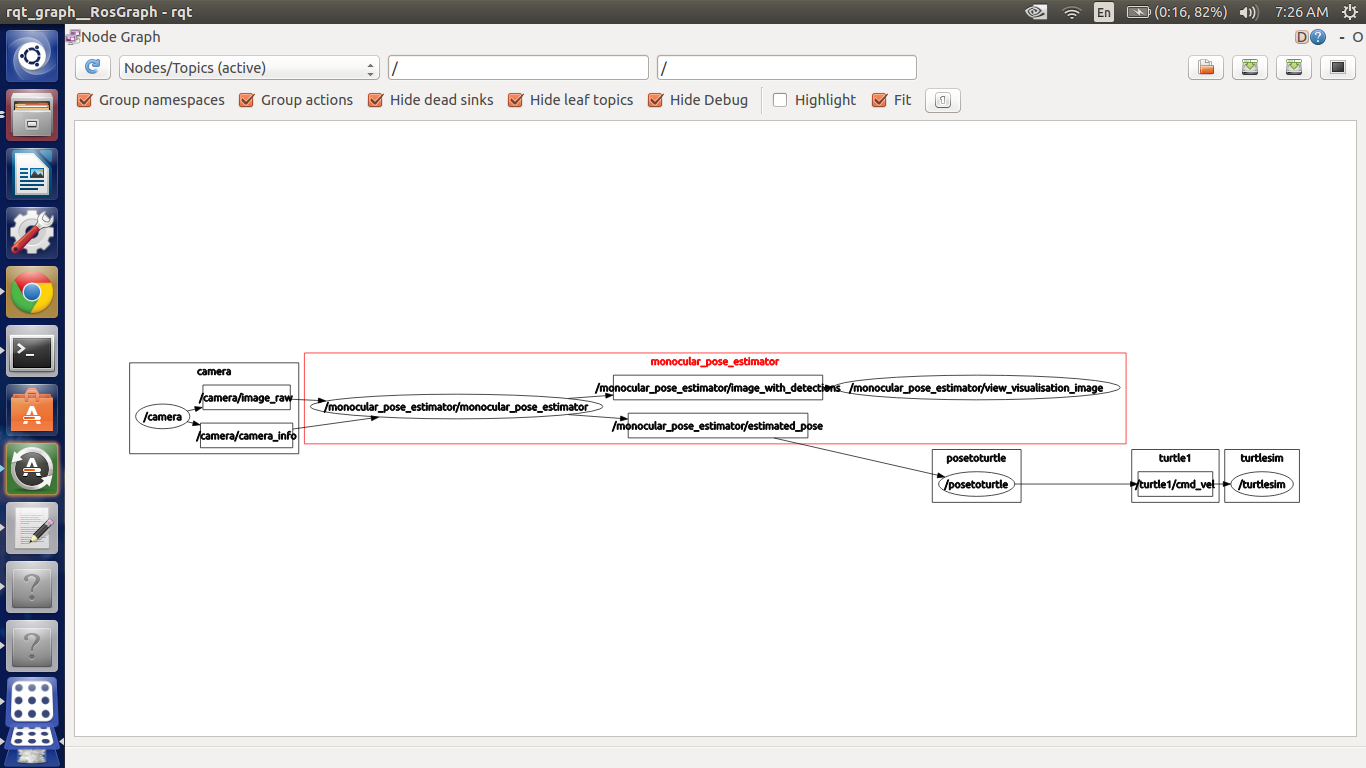 rqt_graph__RosGraph - rqt
En
(0:16, 82%)
7:26 AM
Node Graph
D
?
- O
Nodes/Topics (active)
/
/
Group namespaces
Group actions
Hide dead sinks
Hide leaf topics
Hide Debug
Highlight
Fit
camera
/camera
/camera/image_raw
/camera/camera_info
monocular_pose_estimator
/monocular_pose_estimator/monocular_pose_estimator
/monocular_pose_estimator/image_with_detections
/monocular_pose_estimator/view_visualisation_image
/monocular_pose_estimator/estimated_pose
posetoturtle
/posetoturtle
turtle1
/turtle1/cmd_vel
turtlesim
/turtlesim